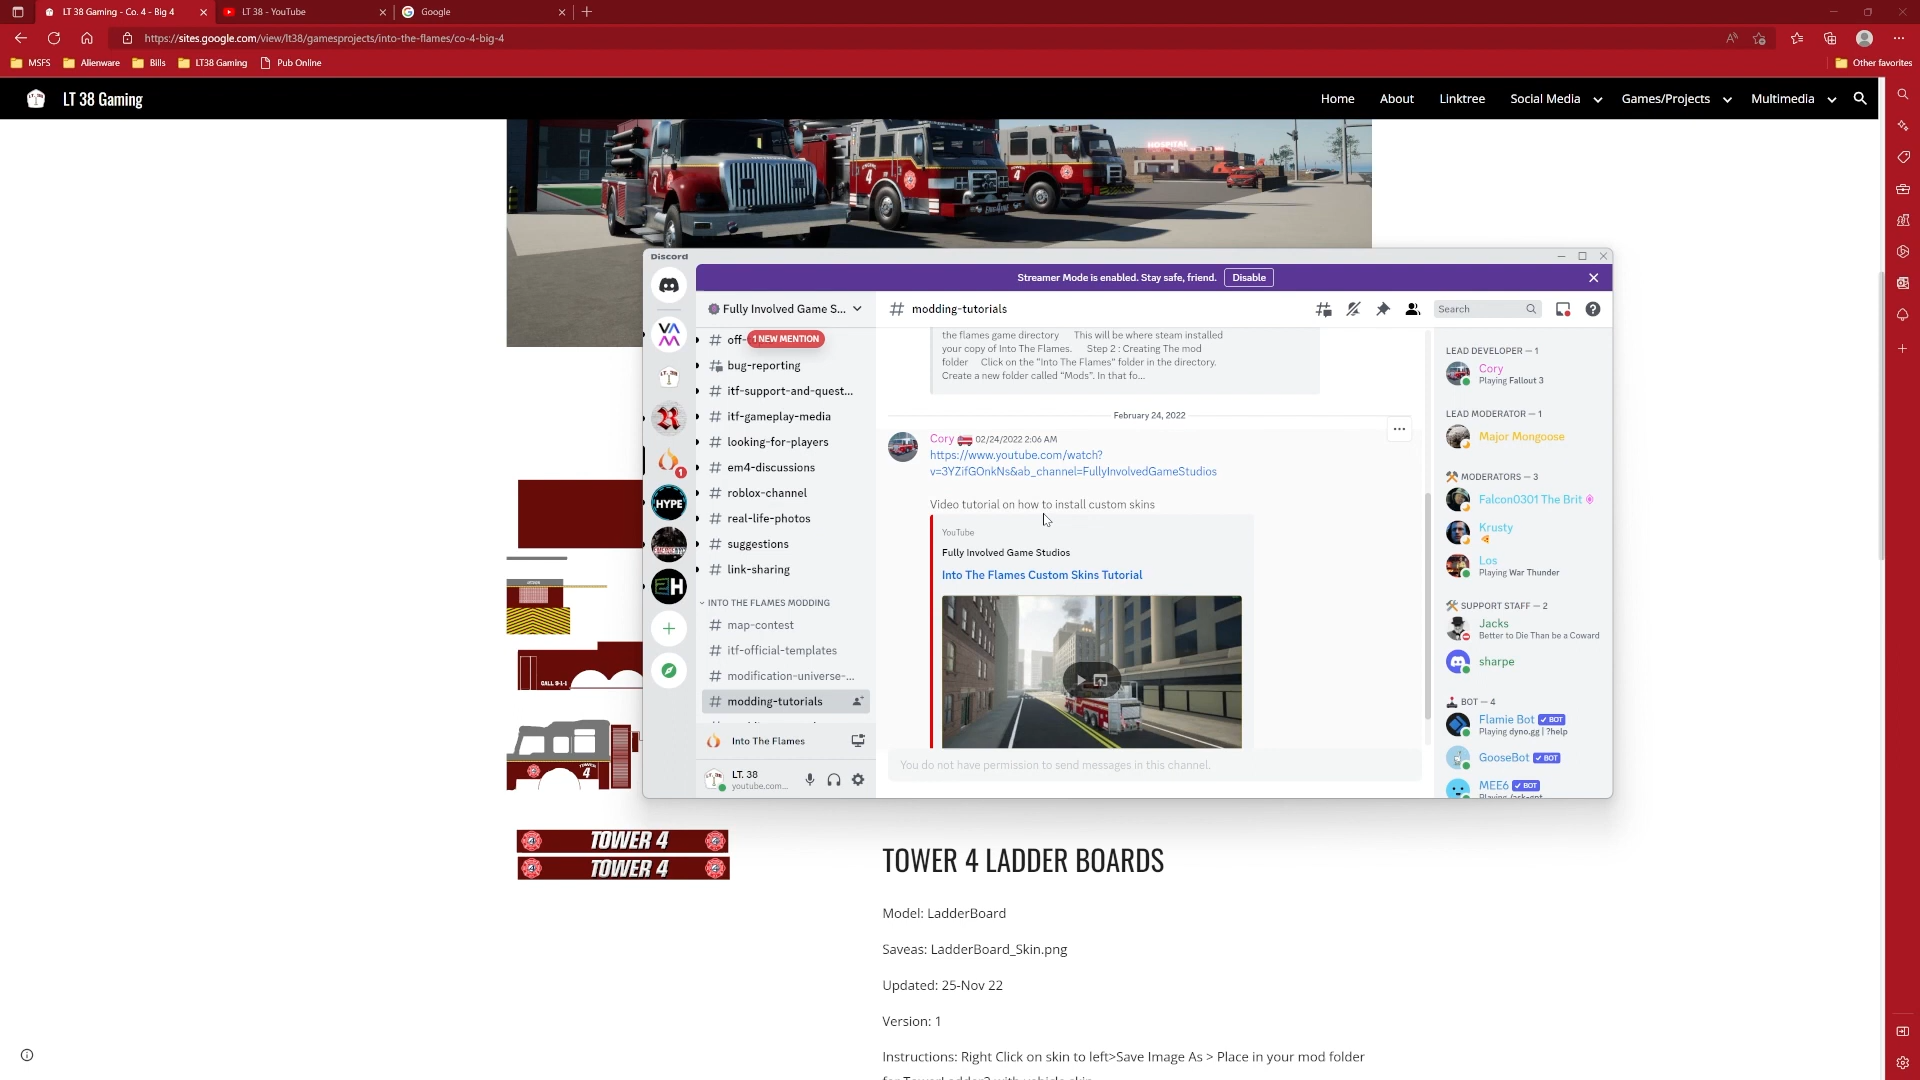 LT 38 Gaming - Co. 4 - Big 4
LT 38 - YouTube
Google
https://sites.google.com/view/lt38/gamesprojects/into-the-flames/co-4-big-4
MSFS
Alienware
Bills
LT38 Gaming
Pub Online
Other favorites
LT 38 Gaming
Home
About
Linktree
Social Media
Games/Projects
Multimedia
HOSPITAL
4
4
Discord
Streamer Mode is enabled. Stay safe, friend.
Disable
Fully Involved Game S...
# modding-tutorials
Search
off-
1 NEW MENTION
bug-reporting
# itf-support-and-quest...
# itf-gameplay-media
# looking-for-players
# em4-discussions
# roblox-channel
# real-life-photos
# suggestions
# link-sharing
INTO THE FLAMES MODDING
# map-contest
# itf-official-templates
# modification-universe-...
# modding-tutorials
Into The Flames
LT. 38
youtube.com...
HYPE
1
the flames game directory This will be where steam installed
your copy of Into The Flames. Step 2 : Creating The mod
folder Click on the "Into The Flames" folder in the directory.
Create a new folder called "Mods". In that fo...
February 24, 2022
Cory 02/24/2022 2:06 AM
https://www.youtube.com/watch?
v=3YZifGOnkNs&ab_channel=FullyInvolvedGameStudios
Video tutorial on how to install custom skins
YouTube
Fully Involved Game Studios
Into The Flames Custom Skins Tutorial
You do not have permission to send messages in this channel.
LEAD DEVELOPER — 1
Cory
Playing Fallout 3
LEAD MODERATOR — 1
Major Mongoose
MODERATORS — 3
Falcon0301 The Brit
Krusty
Los
Playing War Thunder
SUPPORT STAFF — 2
Jacks
Better to Die Than be a Coward
sharpe
BOT — 4
Flamie Bot BOT
Playing dyno.gg | ?help
GooseBot BOT
MEE6 BOT
CALL 9-1-1
TOWER
4
TOWER 4
TOWER 4
TOWER 4 LADDER BOARDS
Model: LadderBoard
Saveas: LadderBoard_Skin.png
Updated: 25-Nov 22
Version: 1
Instructions: Right Click on skin to left>Save Image As > Place in your mod folder